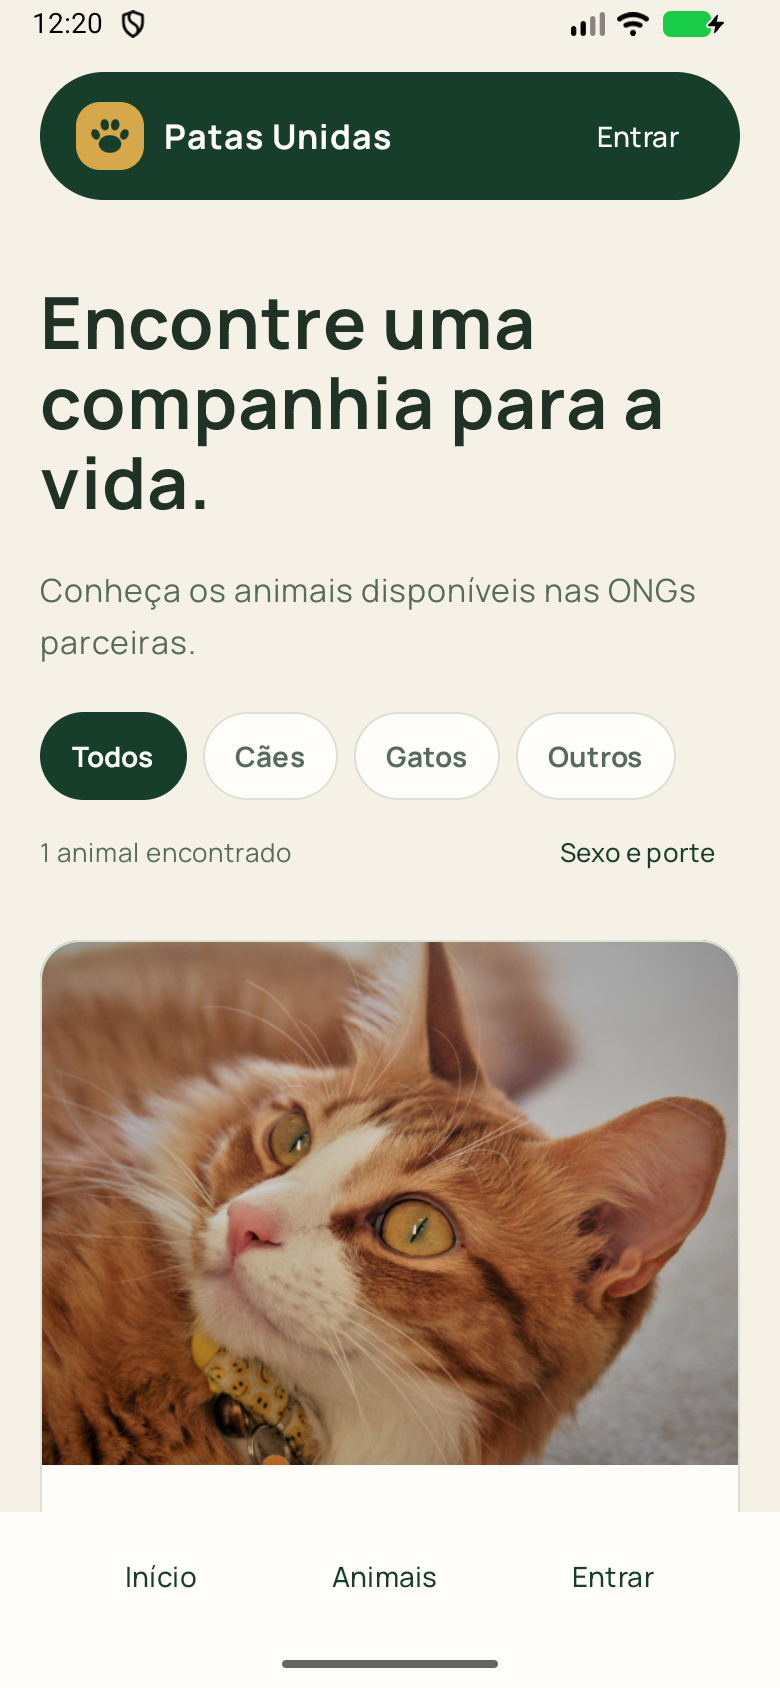 12:20
Patas Unidas
Entrar
Encontre uma
companhia para a
vida.
Conheça os animais disponíveis nas ONGs
parceiras.
Todos
Cães
Gatos
Outros
1 animal encontrado
Sexo e porte
Início
Animais
Entrar